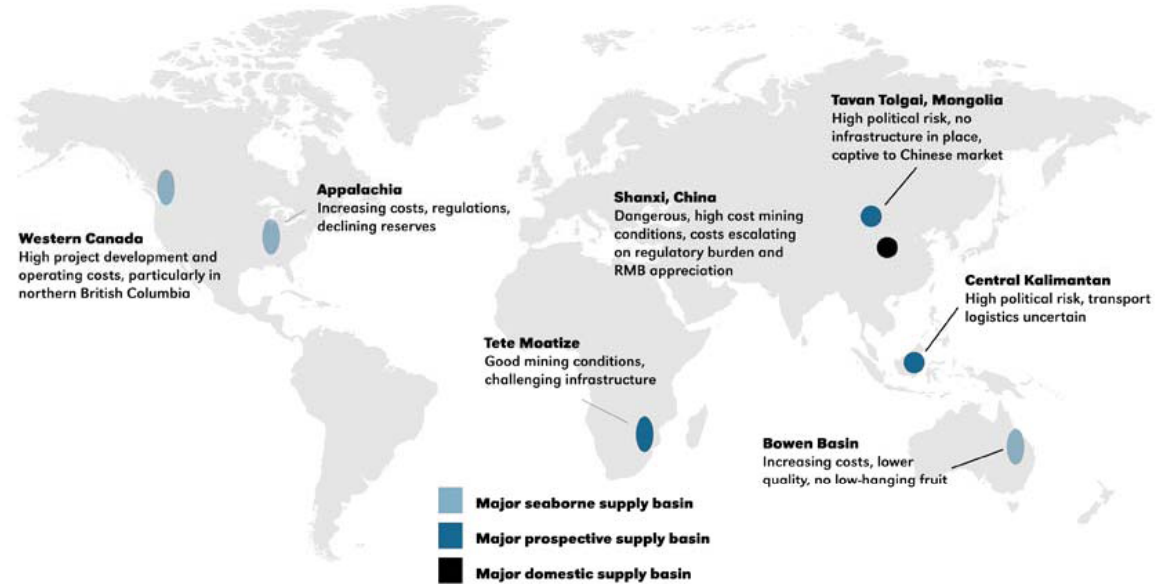 Tavan Tolgai, Mongolia
High political risk, no
infrastructure in place,
captive to Chinese market
Appalachia
Increasing costs, regulations,
declining reserves
Shanxi, China
Dangerous, high cost mining
conditions, costs escalating
on regulatory burden and
RMB appreciation
Western Canada
High project development and
operating costs, particularly in
northern British Columbia
Central Kalimantan
High political risk, transport
logistics uncertain
Tete Moatize
Good mining conditions,
challenging infrastructure
Bowen Basin
Increasing costs, lower
quality, no low-hanging fruit
Major seaborne supply basin
Major prospective supply basin
Major domestic supply basin